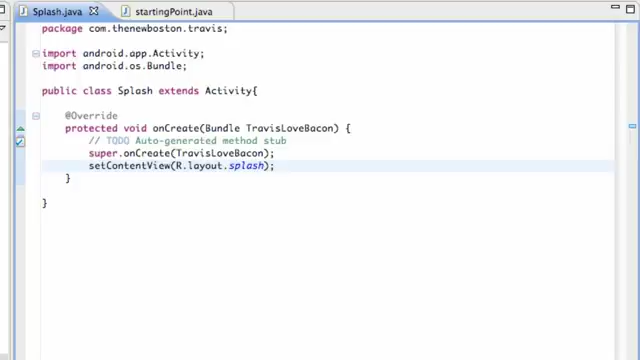 Splash.java startingPoint.java
package com.thenewboston.travis;
import android.app.Activity;
import android.os.Bundle;
public class Splash extends Activity{
@Override
protected void onCreate(Bundle TravisLoveBacon) {
// TODO Auto-generated method stub
super.onCreate(TravisLoveBacon);
setContentView(R.layout.splash);
}
}